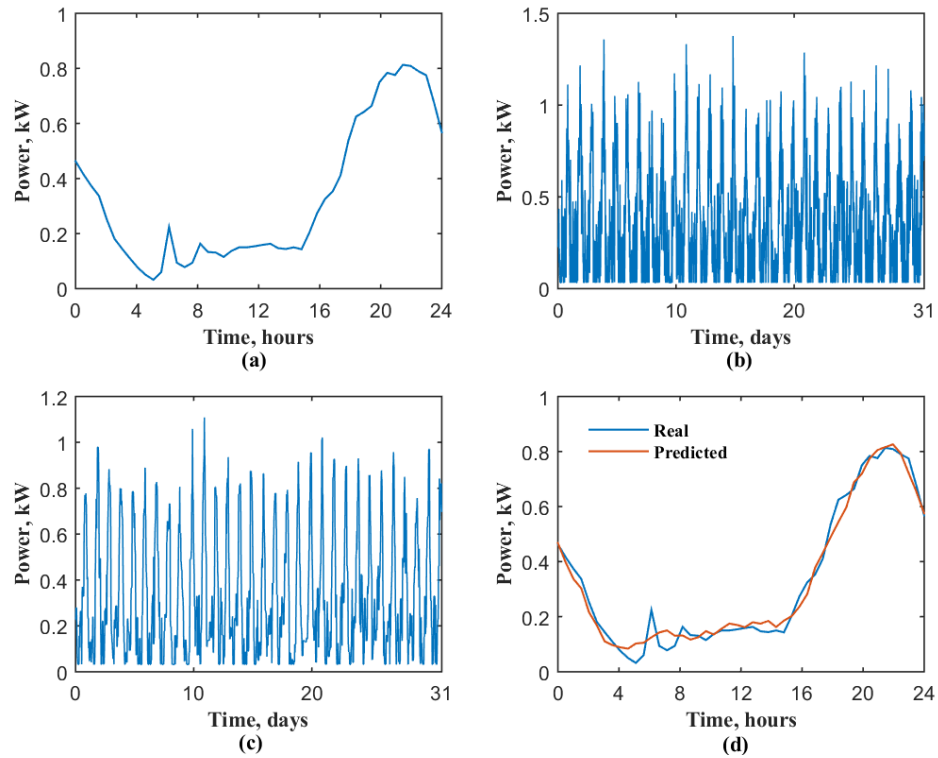 1
0.8
0.6
0.4
0.2
0
Power, kW
0 4 8 12 16 20 24
Time, hours
(a)
1.5
1
0.5
0
Power, kW
0 10 20 31
Time, days
(b)
1.2
1
0.8
0.6
0.4
0.2
0
Power, kW
0 10 20 31
Time, days
(c)
1
0.8
0.6
0.4
0.2
0
Power, kW
Real
Predicted
0 4 8 12 16 20 24
Time, hours
(d)